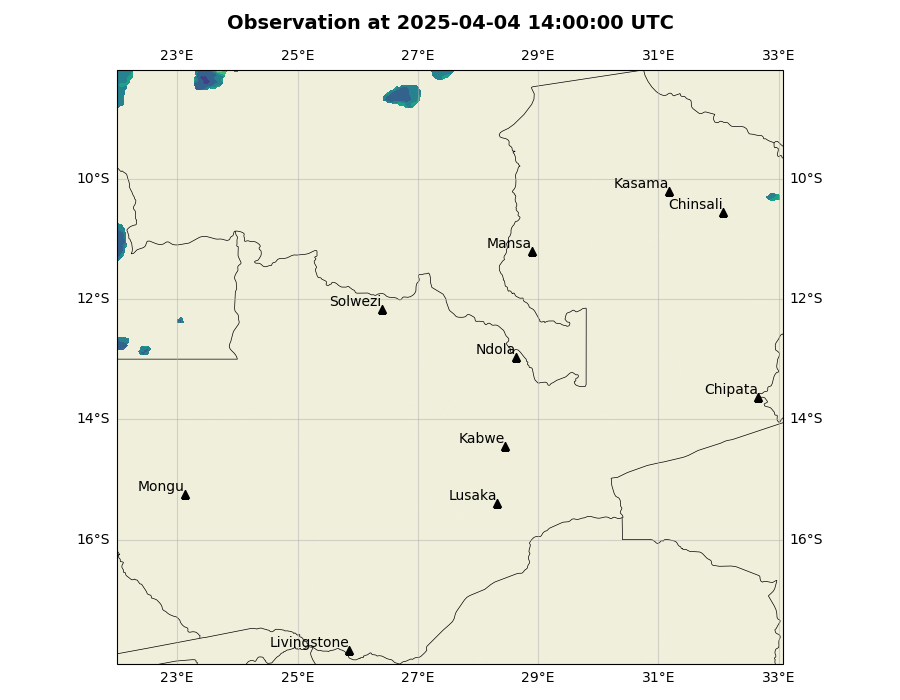 Observation at 2025-04-04 14:00:00 UTC
23°E 25°E 27°E 29°E 31°E 33°E
10°S 10°S
Kasama
Chinsali
Mansa
12°S 12°S
Solwezi
Ndola
Chipata
14°S 14°S
Kabwe
Mongu
Lusaka
16°S 16°S
Livingstone
23°E 25°E 27°E 29°E 31°E 33°E